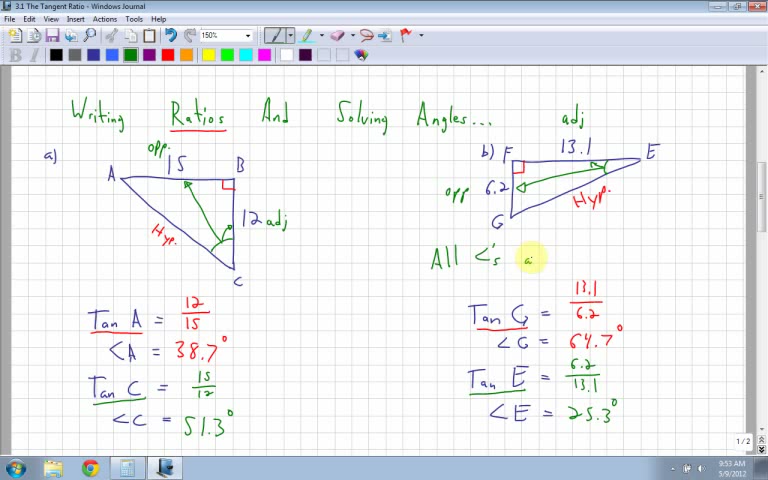 3.1 The Tangent Ratio - Windows Journal
File Edit View Insert Actions Tools Help
150%
B I
Writing Ratios And Solving Angles...
a)
opp.
15
A
B
12 adj
Hyp.
C
Tan A = 12/15
<A = 38.7°
Tan C = 15/12
<C = 51.3°
adj
b) F 13.1 E
opp 6.2
Hyp.
G
All <'s a
Tan G = 13.1/6.2
<G = 64.7°
Tan E = 6.2/13.1
<E = 25.3°
1 / 2
9:53 AM
5/9/2012